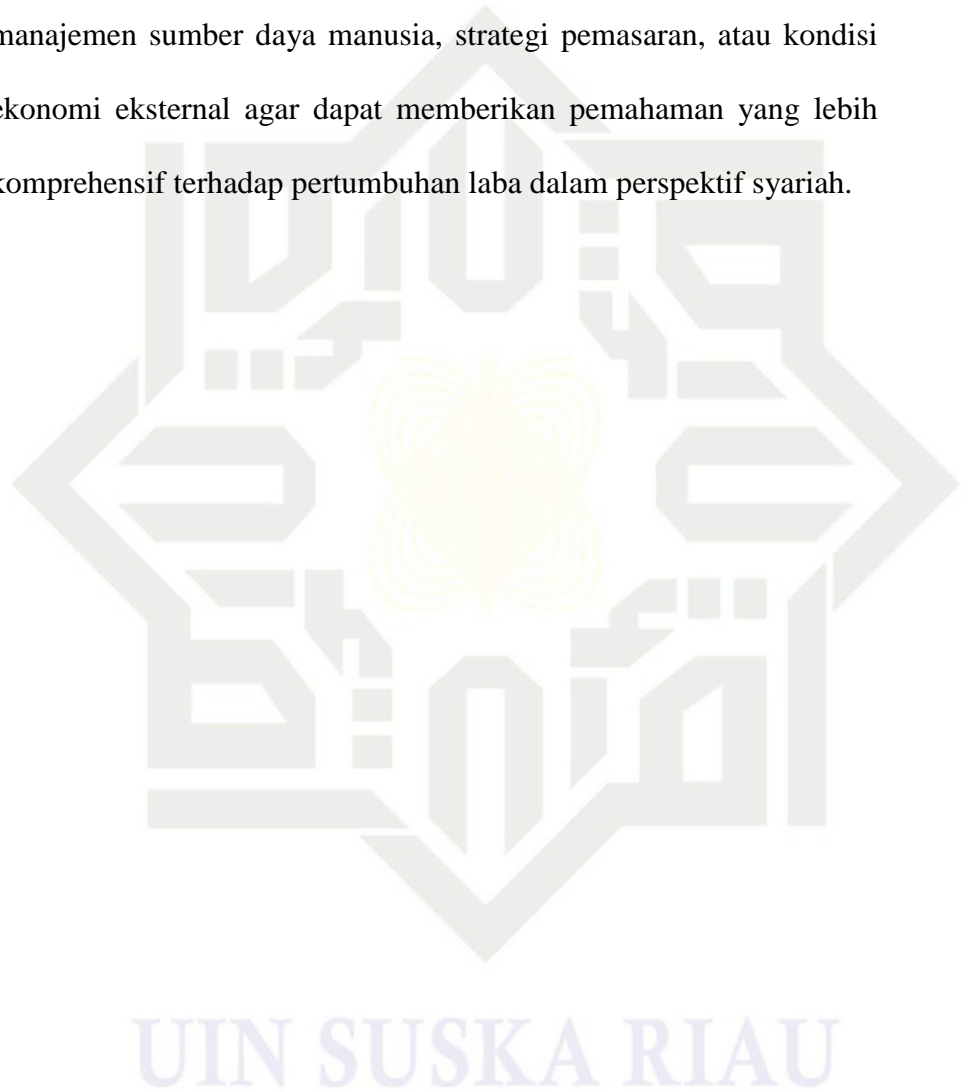 manajemen sumber daya manusia, strategi pemasaran, atau kondisi
ekonomi eksternal agar dapat memberikan pemahaman yang lebih
komprehensif terhadap pertumbuhan laba dalam perspektif syariah.
UIN SUSKA RIAU